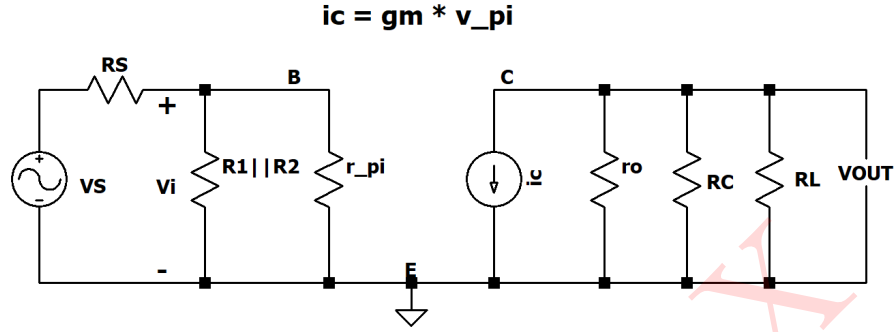 ic = gm * v_pi
RS
B
C
+
+
R1||R2
r_pi
ro
VOUT
VS
Vi
ic
RC
RL
-
E
X